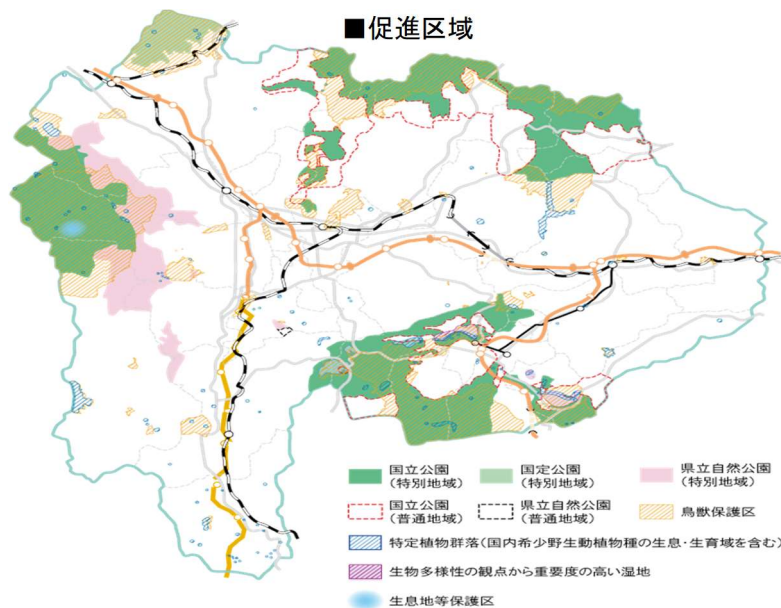 ■促進区域
国立公園
(特別地域)
国定公園
(特別地域)
県立自然公園
(特別地域)
国立公園
(普通地域)
県立自然公園
(普通地域)
鳥獣保護区
特定植物群落(国内希少野生動植物種の生息・生育域を含む)
生物多様性の観点から重要度の高い湿地
生息地等保護区